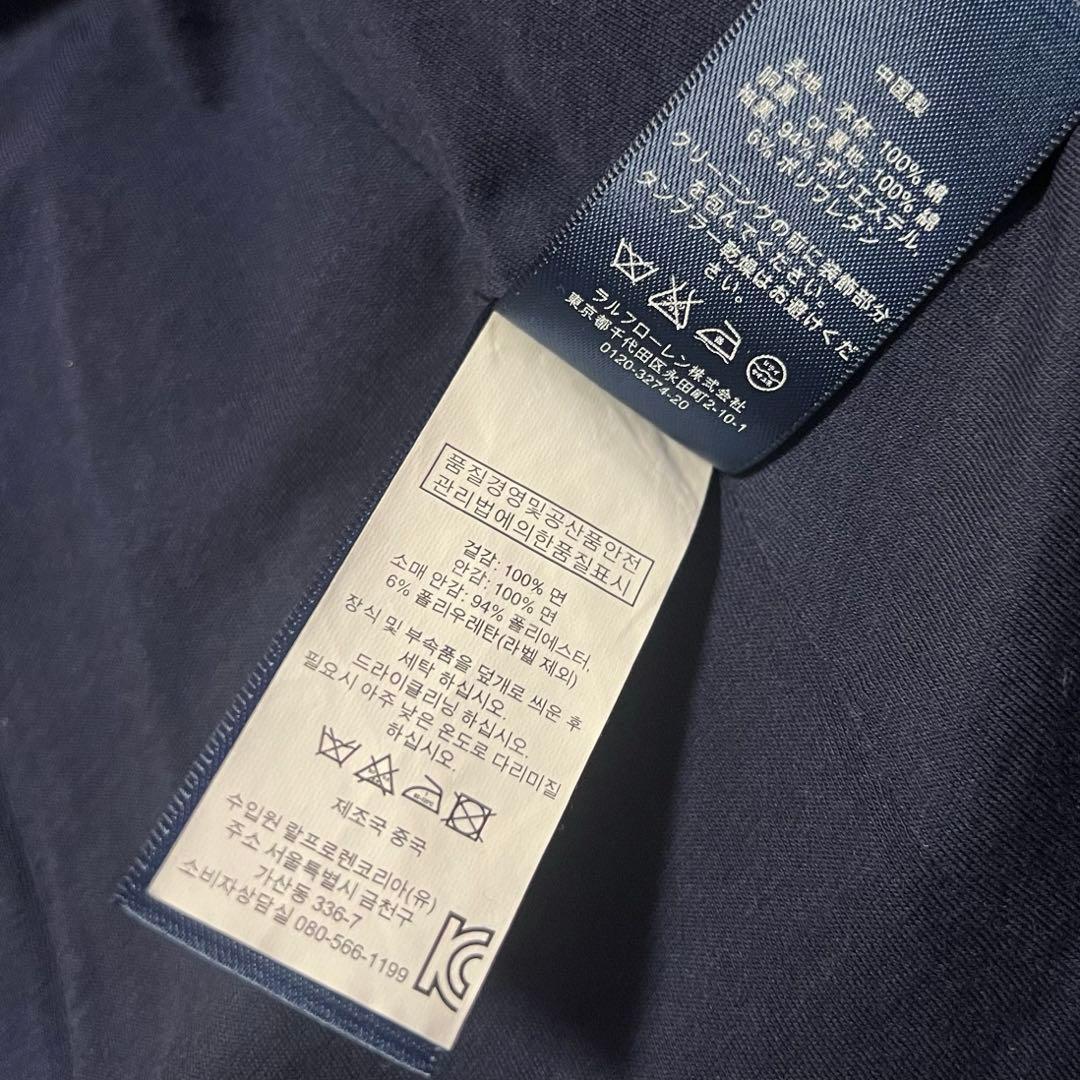 中国製
表地、本体 100% 綿
間裏 or 裏地 100% 綿
袖裏 94% ポリエステル,
6% ポリウレタン
クリーニングの前に装飾部分
を包んでください。
タンブラー乾燥はお避けくだ
さい。
ラルフローレン株式会社
東京都千代田区永田町2-10-1
0120-3274-20
품질경영및공산품안전
관리법에의한품질표시
겉감: 100% 면
안감: 100% 면
소매 안감: 94% 폴리에스터,
6% 폴리우레탄(라벨 제외)
장식 및 부속품을 덮개로 씌운 후
세탁 하십시오.
드라이클리닝 하십시오.
필요시 아주 낮은 온도로 다리미질
하십시오.
제조국 중국
수입원 랄프로렌코리아(유)
주소 서울특별시 금천구
가산동 336-7
소비자상담실 080-566-1199